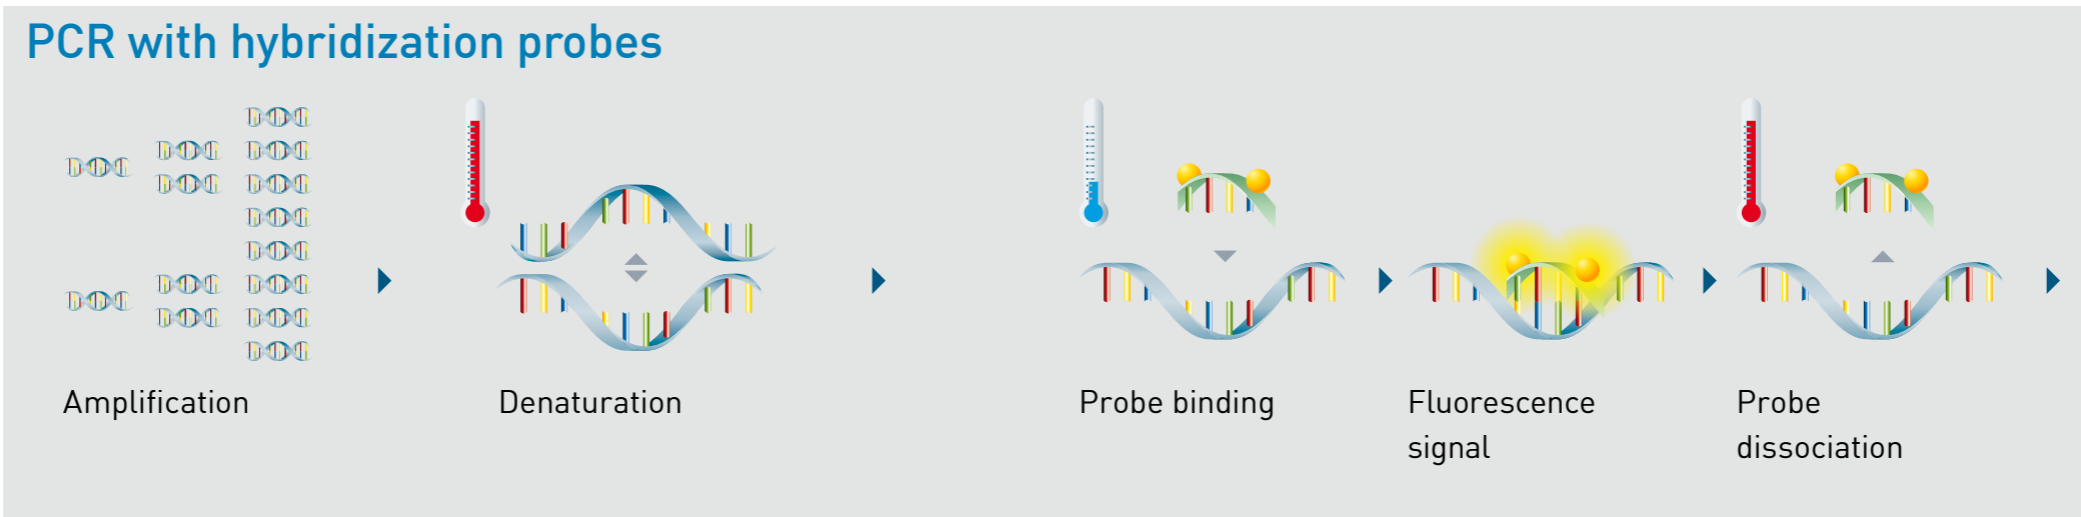 PCR with hybridization probes
Amplification
Denaturation
Probe binding
Fluorescence
signal
Probe
dissociation